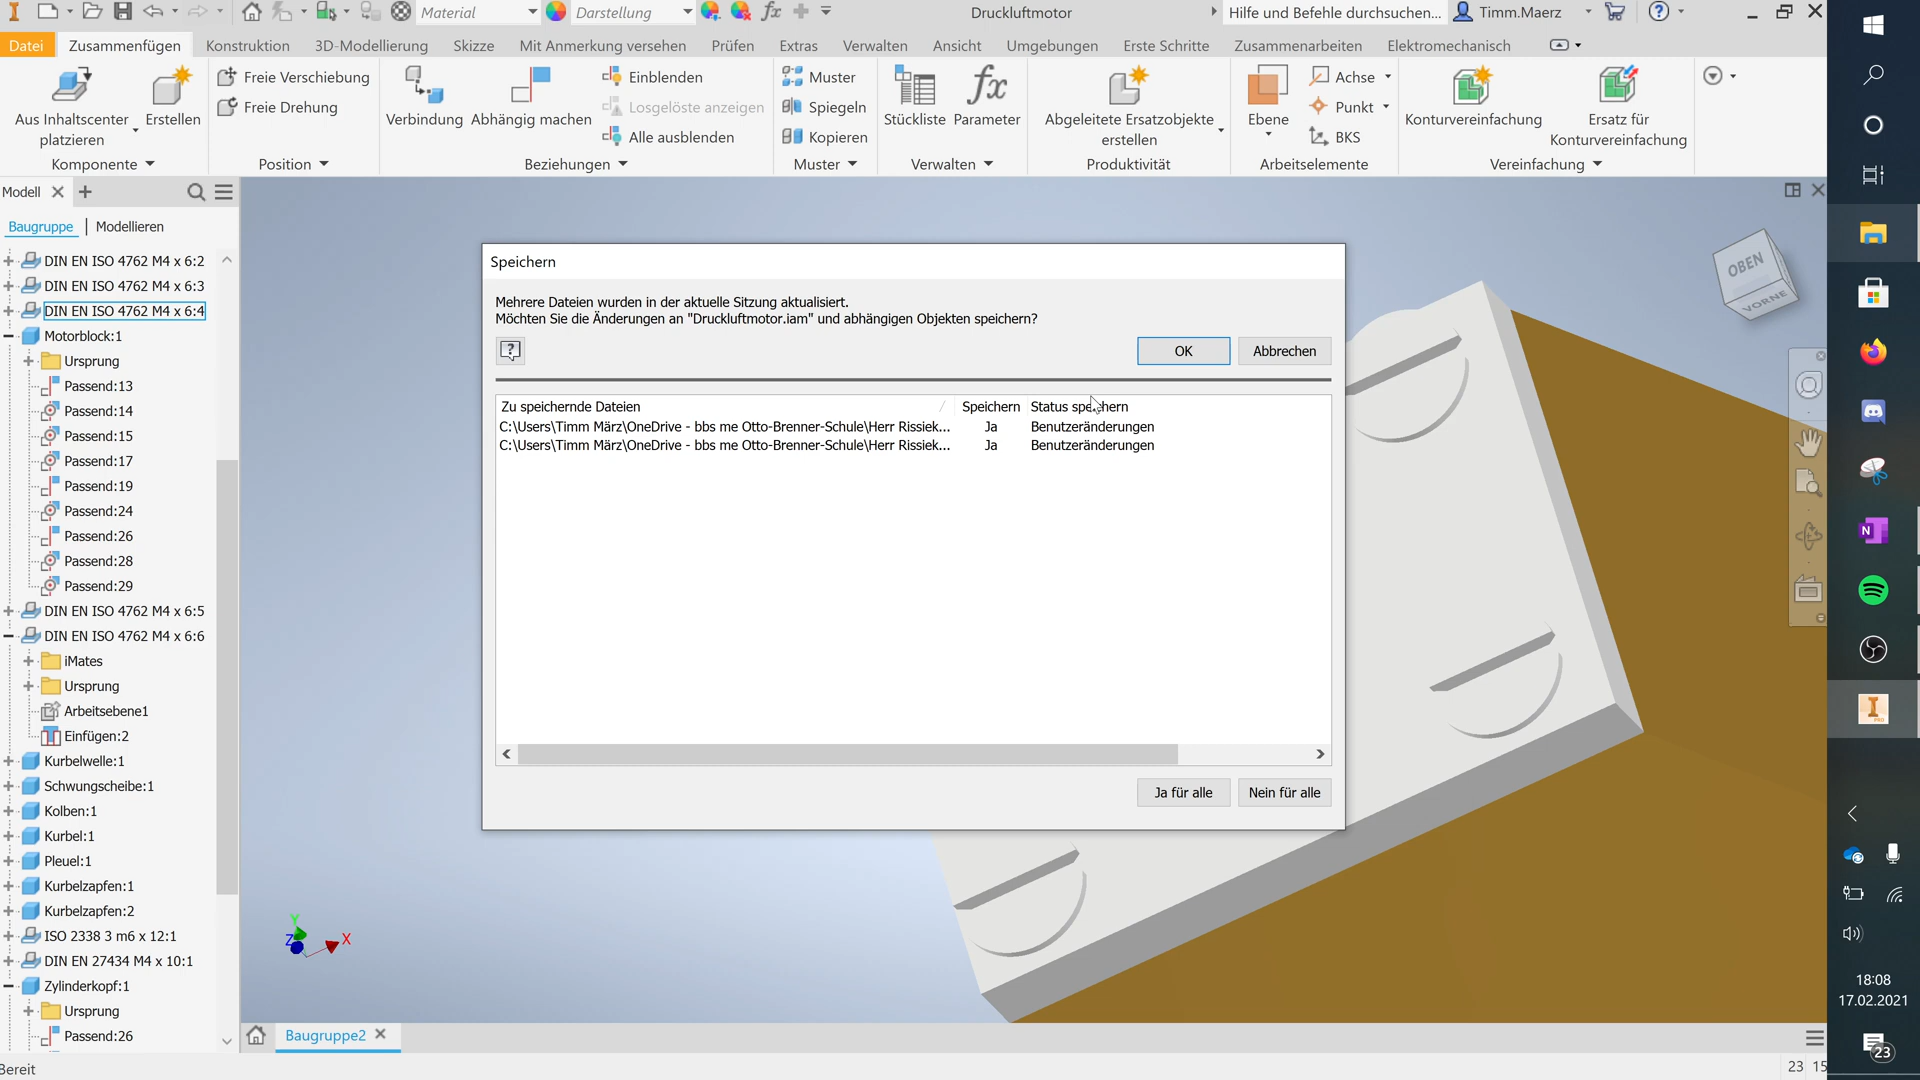 Material
Darstellung
Druckluftmotor
Hilfe und Befehle durchsuchen...
Timm.Maerz
Datei
Zusammenfügen
Konstruktion
3D-Modellierung
Skizze
Mit Anmerkung versehen
Prüfen
Extras
Verwalten
Ansicht
Umgebungen
Erste Schritte
Zusammenarbeiten
Elektromechanisch
Aus Inhaltscenter
platzieren
Erstellen
Freie Verschiebung
Freie Drehung
Verbindung
Abhängig machen
Einblenden
Losgelöste anzeigen
Alle ausblenden
Muster
Spiegeln
Kopieren
Stückliste
Parameter
Abgeleitete Ersatzobjekte
erstellen
Ebene
Achse
Punkt
BKS
Konturvereinfachung
Ersatz für
Konturvereinfachung
Komponente
Position
Beziehungen
Muster
Verwalten
Produktivität
Arbeitselemente
Vereinfachung
Modell
Baugruppe
Modellieren
DIN EN ISO 4762 M4 x 6:2
DIN EN ISO 4762 M4 x 6:3
DIN EN ISO 4762 M4 x 6:4
Motorblock:1
Ursprung
Passend:13
Passend:14
Passend:15
Passend:17
Passend:19
Passend:24
Passend:26
Passend:28
Passend:29
DIN EN ISO 4762 M4 x 6:5
DIN EN ISO 4762 M4 x 6:6
iMates
Ursprung
Arbeitsebene1
Einfügen:2
Kurbelwelle:1
Schwungscheibe:1
Kolben:1
Kurbel:1
Pleuel:1
Kurbelzapfen:1
Kurbelzapfen:2
ISO 2338 3 m6 x 12:1
DIN EN 27434 M4 x 10:1
Zylinderkopf:1
Ursprung
Passend:26
Speichern
Mehrere Dateien wurden in der aktuelle Sitzung aktualisiert.
Möchten Sie die Änderungen an "Druckluftmotor.iam" und abhängigen Objekten speichern?
OK
Abbrechen
Zu speichernde Dateien
Speichern
Status speichern
C:\Users\Timm März\OneDrive - bbs me Otto-Brenner-Schule\Herr Rissiek... Ja Benutzeränderungen
C:\Users\Timm März\OneDrive - bbs me Otto-Brenner-Schule\Herr Rissiek... Ja Benutzeränderungen
Ja für alle
Nein für alle
OBEN
VORNE
Y
Z
X
Baugruppe2
Bereit
23 15
18:08
17.02.2021
23